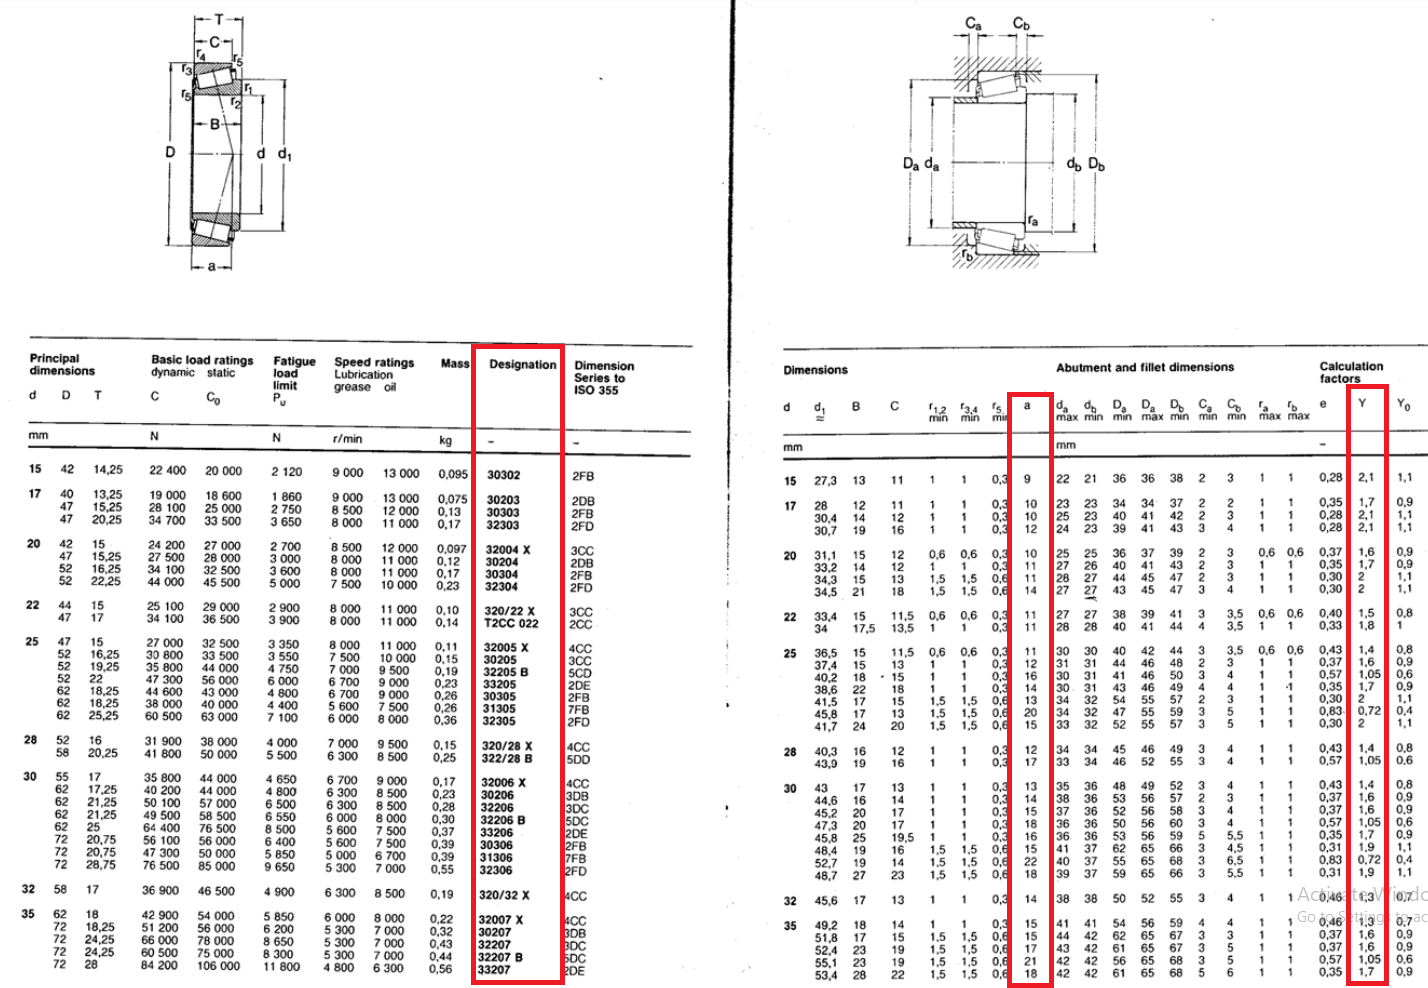 T
C
r4 r5
r3
r1
r5 r2
B
D d d1
a
Ca Cb
Da da db Db
ra
rb
Principal dimensions Basic load ratings dynamic static Fatigue load limit Speed ratings Lubrication grease oil Mass Designation Dimension Series to ISO 355
d D T C C0 Pu
mm N N r/min kg – –
15 42 14,25 22 400 20 000 2 120 9 000 13 000 0,095 30302 2FB
17 40 13,25 19 000 18 600 1 860 9 000 13 000 0,075 30203 2DB
47 15,25 28 100 25 000 2 750 8 500 12 000 0,13 30303 2FB
47 20,25 34 700 33 500 3 650 8 000 11 000 0,17 32303 2FD
20 42 15 24 200 27 000 2 700 8 500 12 000 0,097 32004 X 3CC
47 15,25 27 500 28 000 3 000 8 000 11 000 0,12 30204 2DB
52 16,25 34 100 32 500 3 600 8 000 11 000 0,17 30304 2FB
52 22,25 44 000 45 500 5 000 7 500 10 000 0,23 32304 2FD
22 44 15 25 100 29 000 2 900 8 000 11 000 0,10 320/22 X 3CC
47 17 34 100 36 500 3 900 8 000 11 000 0,14 T2CC 022 2CC
25 47 15 27 000 32 500 3 350 8 000 11 000 0,11 32005 X 4CC
52 16,25 30 800 33 500 3 550 7 500 10 000 0,15 30205 3CC
52 19,25 35 800 44 000 4 750 7 000 9 500 0,19 32205 B 5CD
52 22 47 300 56 000 6 000 6 700 9 000 0,23 33205 2DE
62 18,25 44 600 43 000 4 800 6 700 9 000 0,26 30305 2FB
62 18,25 38 000 40 000 4 400 5 600 7 500 0,26 31305 7FB
62 25,25 60 500 63 000 7 100 6 000 8 000 0,36 32305 2FD
28 52 16 31 900 38 000 4 000 7 000 9 500 0,15 320/28 X 4CC
58 20,25 41 800 50 000 5 500 6 300 8 500 0,25 322/28 B 5DD
30 55 17 35 800 44 000 4 650 6 700 9 000 0,17 32006 X 4CC
62 17,25 40 200 44 000 4 800 6 300 8 500 0,23 30206 3DB
62 21,25 50 100 57 000 6 500 6 300 8 500 0,28 32206 3DC
62 21,25 49 500 58 500 6 550 6 000 8 000 0,30 32206 B 5DC
62 25 64 400 76 500 8 500 5 600 7 500 0,37 33206 2DE
72 20,75 56 100 56 000 6 400 5 600 7 500 0,39 30306 2FB
72 20,75 47 300 50 000 5 850 5 000 6 700 0,39 31306 7FB
72 28,75 76 500 85 000 9 650 5 300 7 000 0,55 32306 2FD
32 58 17 36 900 46 500 4 900 6 300 8 500 0,19 320/32 X 4CC
35 62 18 42 900 54 000 5 850 6 000 8 000 0,22 32007 X 4CC
72 18,25 51 200 56 000 6 200 5 300 7 000 0,32 30207 3DB
72 24,25 66 000 78 000 8 650 5 300 7 000 0,43 32207 3DC
72 24,25 60 500 75 000 8 300 5 300 7 000 0,44 32207 B 5DC
72 28 84 200 106 000 11 800 4 800 6 300 0,56 33207 2DE
Dimensions Abutment and fillet dimensions Calculation factors
d d1 ≈ B C r1,2 min r3,4 min r5 min a da max db min Da min Da max Db min Ca min Cb min ra max rb max e Y Y0
mm mm –
15 27,3 13 11 1 1 0,3 9 22 21 36 36 38 2 3 1 1 0,28 2,1 1,1
17 28 12 11 1 1 0,3 10 23 23 34 34 37 2 2 1 1 0,35 1,7 0,9
30,4 14 12 1 1 0,3 10 25 23 40 41 42 2 3 1 1 0,28 2,1 1,1
30,7 19 16 1 1 0,3 12 24 23 39 41 43 3 4 1 1 0,28 2,1 1,1
20 31,1 15 12 0,6 0,6 0,3 10 25 25 36 37 39 2 3 0,6 0,6 0,37 1,6 0,9
33,2 14 12 1 1 0,3 11 27 26 40 41 43 2 3 1 1 0,35 1,7 0,9
34,3 15 13 1,5 1,5 0,6 11 28 27 44 45 47 2 3 1 1 0,30 2 1,1
34,5 21 18 1,5 1,5 0,6 14 27 27 43 45 47 3 4 1 1 0,30 2 1,1
22 33,4 15 11,5 0,6 0,6 0,3 11 27 27 38 39 41 3 3,5 0,6 0,6 0,40 1,5 0,8
34 17,5 13,5 1 1 0,3 11 28 28 40 41 44 4 3,5 1 1 0,33 1,8 1
25 36,5 15 11,5 0,6 0,6 0,3 11 30 30 40 42 44 3 3,5 0,6 0,6 0,43 1,4 0,8
37,4 15 13 1 1 0,3 12 31 31 44 46 48 2 3 1 1 0,37 1,6 0,9
40,2 18 15 1 1 0,3 16 30 31 41 46 50 3 4 1 1 0,57 1,05 0,6
38,6 22 18 1 1 0,3 14 30 31 43 46 49 4 4 1 1 0,35 1,7 0,9
41,5 17 15 1,5 1,5 0,6 13 34 32 54 55 57 2 3 1 1 0,30 2 1,1
45,8 17 13 1,5 1,5 0,6 20 34 32 47 55 59 3 5 1 1 0,83 0,72 0,4
41,7 24 20 1,5 1,5 0,6 15 33 32 52 55 57 3 5 1 1 0,30 2 1,1
28 40,3 16 12 1 1 0,3 12 34 34 45 46 49 3 4 1 1 0,43 1,4 0,8
43,9 19 16 1 1 0,3 17 33 34 46 52 55 3 4 1 1 0,57 1,05 0,6
30 43 17 13 1 1 0,3 13 35 36 48 49 52 3 4 1 1 0,43 1,4 0,8
44,6 16 14 1 1 0,3 14 38 36 53 56 57 2 3 1 1 0,37 1,6 0,9
45,2 20 17 1 1 0,3 15 37 36 52 56 58 3 4 1 1 0,37 1,6 0,9
47,3 20 17 1 1 0,3 18 36 36 50 56 60 3 4 1 1 0,57 1,05 0,6
45,8 25 19,5 1 1 0,3 16 36 36 53 56 59 5 5,5 1 1 0,35 1,7 0,9
48,4 19 16 1,5 1,5 0,6 15 41 37 62 65 66 3 4,5 1 1 0,31 1,9 1,1
52,7 19 14 1,5 1,5 0,6 22 40 37 55 65 68 3 6,5 1 1 0,83 0,72 0,4
48,7 27 23 1,5 1,5 0,6 18 39 37 59 65 66 3 5,5 1 1 0,31 1,9 1,1
32 45,6 17 13 1 1 0,3 14 38 38 50 52 55 3 4 1 1 0,46 1,3 0,7
35 49,2 18 14 1 1 0,3 15 41 41 54 56 59 4 4 1 1 0,46 1,3 0,7
51,8 17 15 1,5 1,5 0,6 15 44 42 62 65 67 3 3 1 1 0,37 1,6 0,9
52,4 23 19 1,5 1,5 0,6 17 43 42 61 65 67 3 5 1 1 0,37 1,6 0,9
55,1 23 19 1,5 1,5 0,6 21 42 42 56 65 68 3 5 1 1 0,57 1,05 0,6
53,4 28 22 1,5 1,5 0,6 18 42 42 61 65 68 5 6 1 1 0,35 1,7 0,9
Activate Windo
Go to Settings to ac